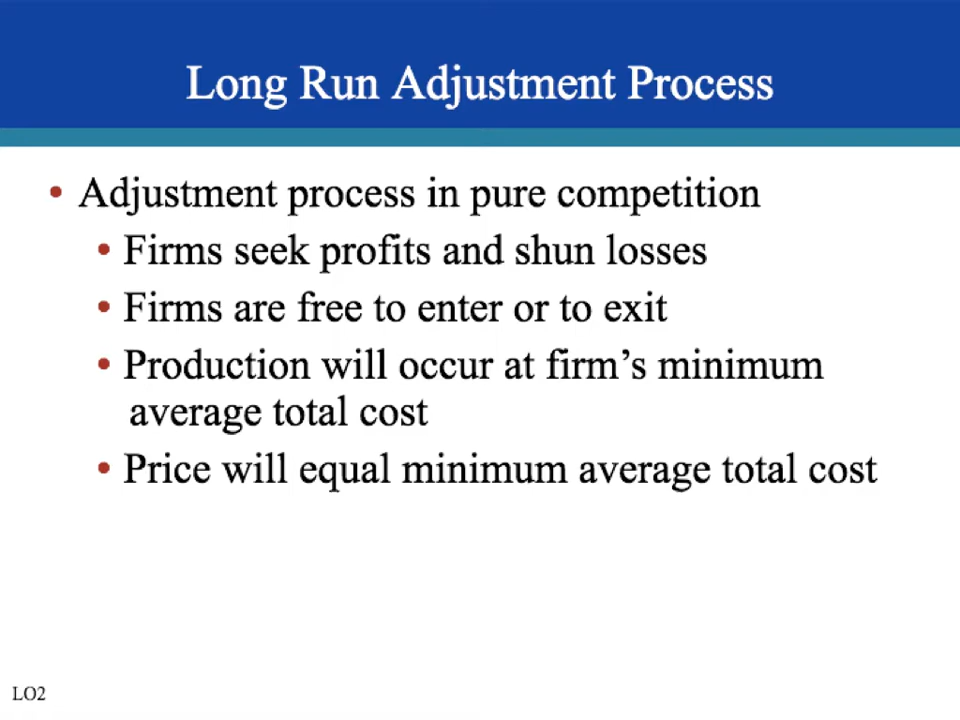 Long Run Adjustment Process
• Adjustment process in pure competition
• Firms seek profits and shun losses
• Firms are free to enter or to exit
• Production will occur at firm’s minimum
average total cost
• Price will equal minimum average total cost
LO2